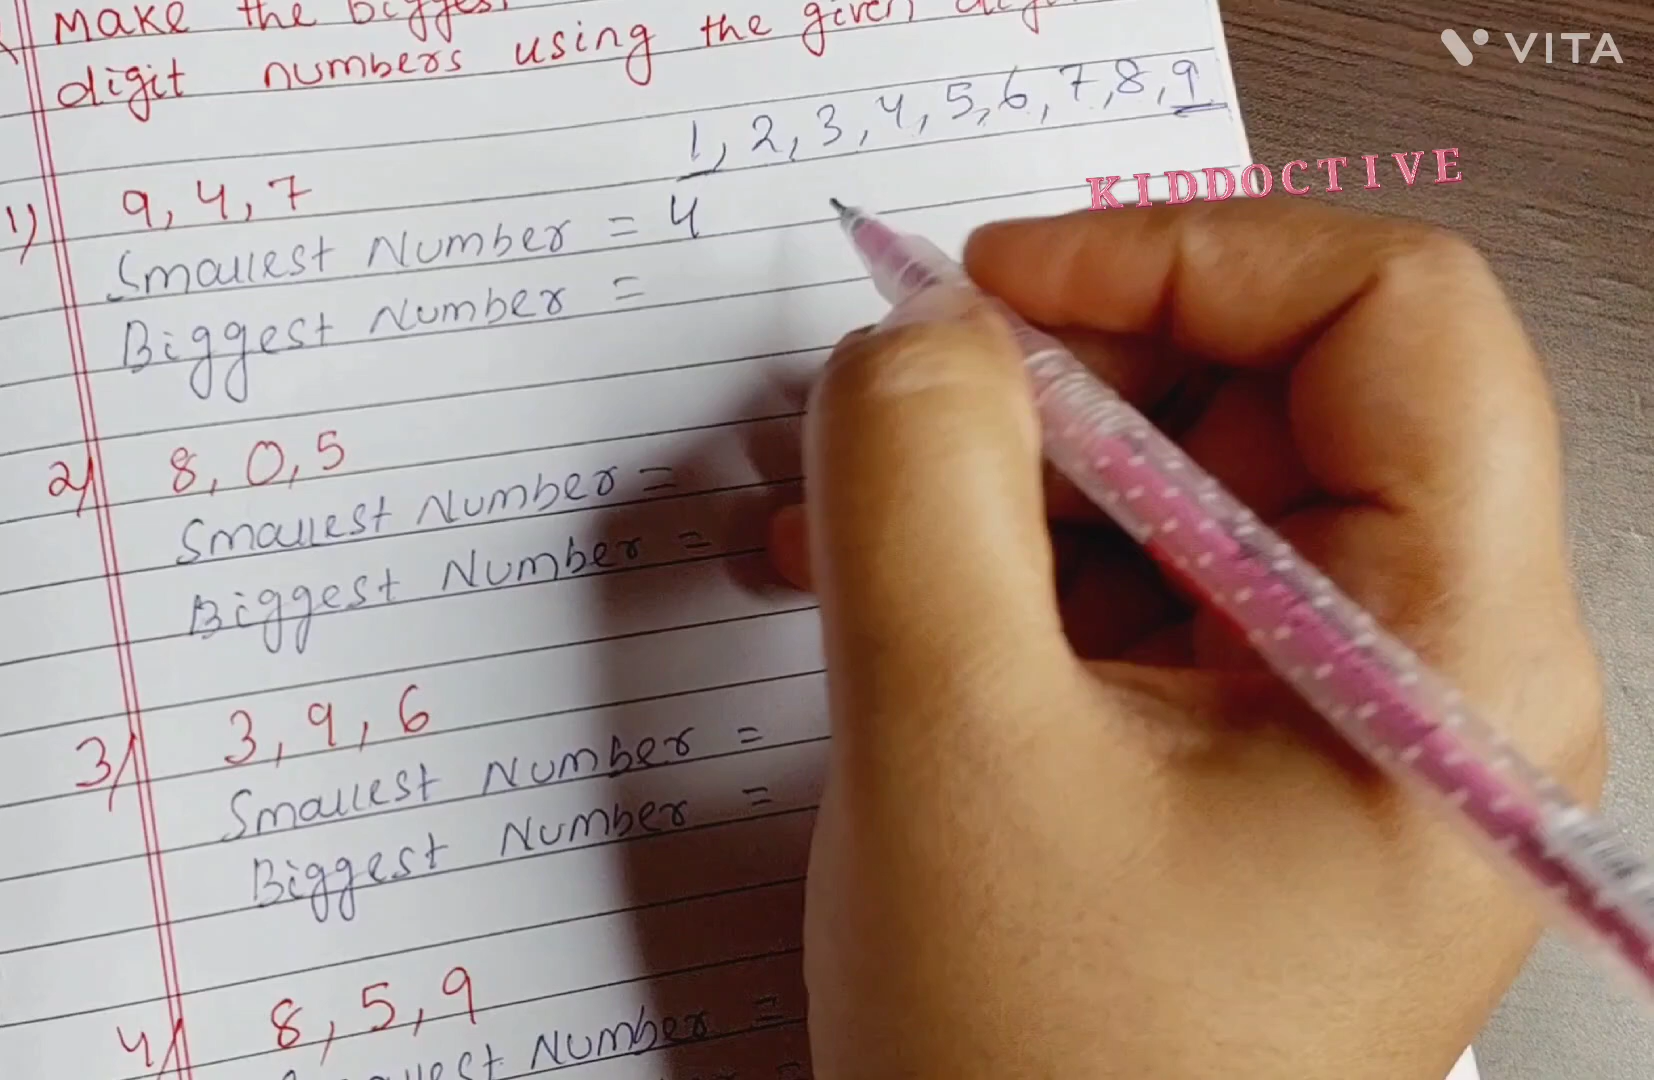 VITA
Make the biggest
digit numbers using the given
1, 2, 3, 4, 5, 6, 7, 8, 9
KIDDOCTIVE
1) 9, 4, 7
Smallest Number = 4
Biggest Number =
2) 8, 0, 5
Smallest Number =
Biggest Number =
3) 3, 9, 6
Smallest Number =
Biggest Number =
4) 8, 5, 9
Number =